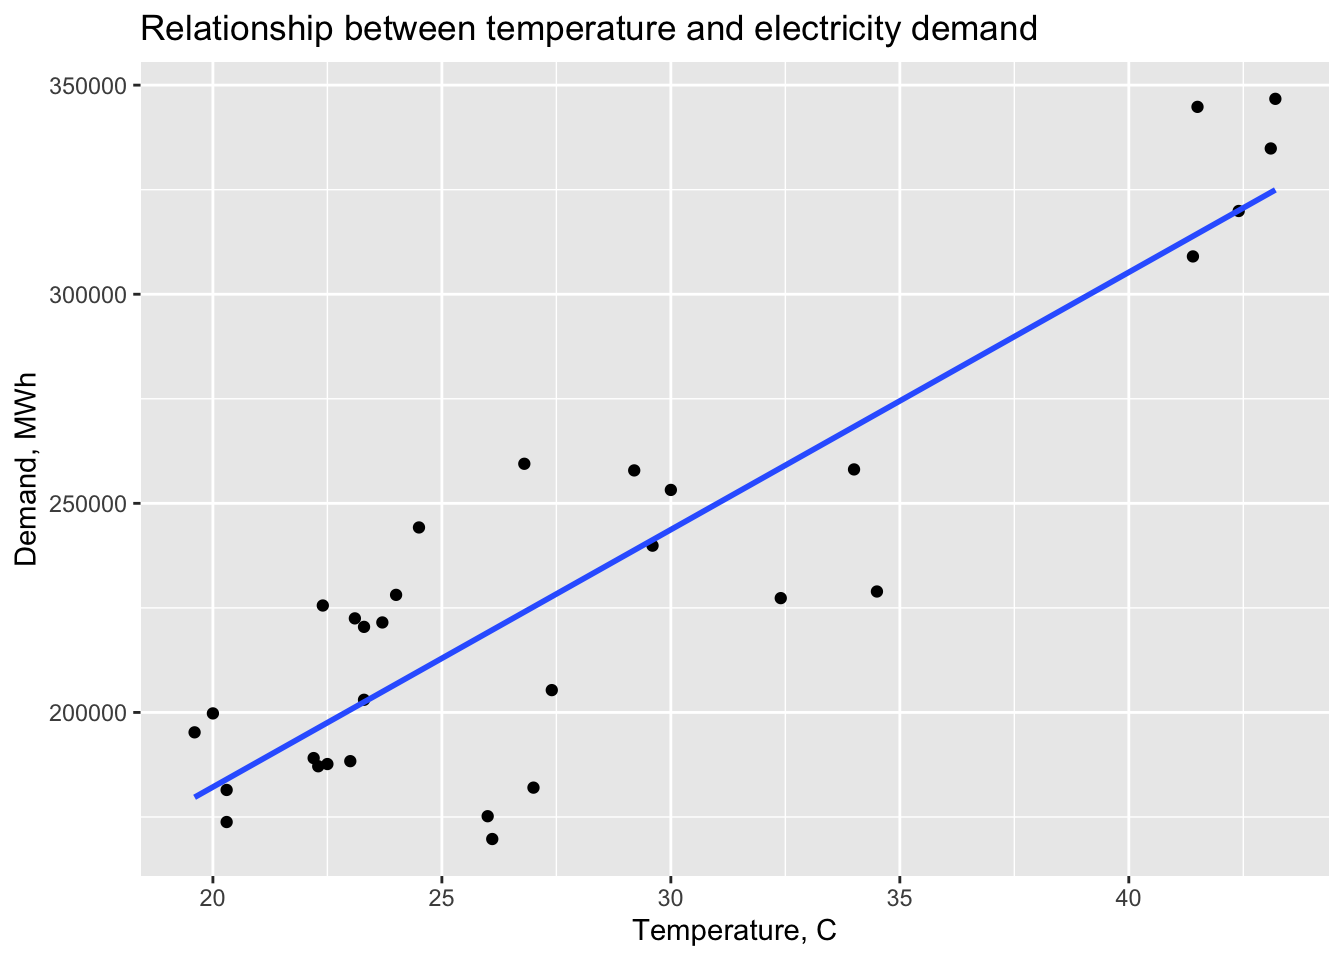 Relationship between temperature and electricity demand
350000
300000
250000
200000
Demand, MWh
20 25 30 35 40
Temperature, C